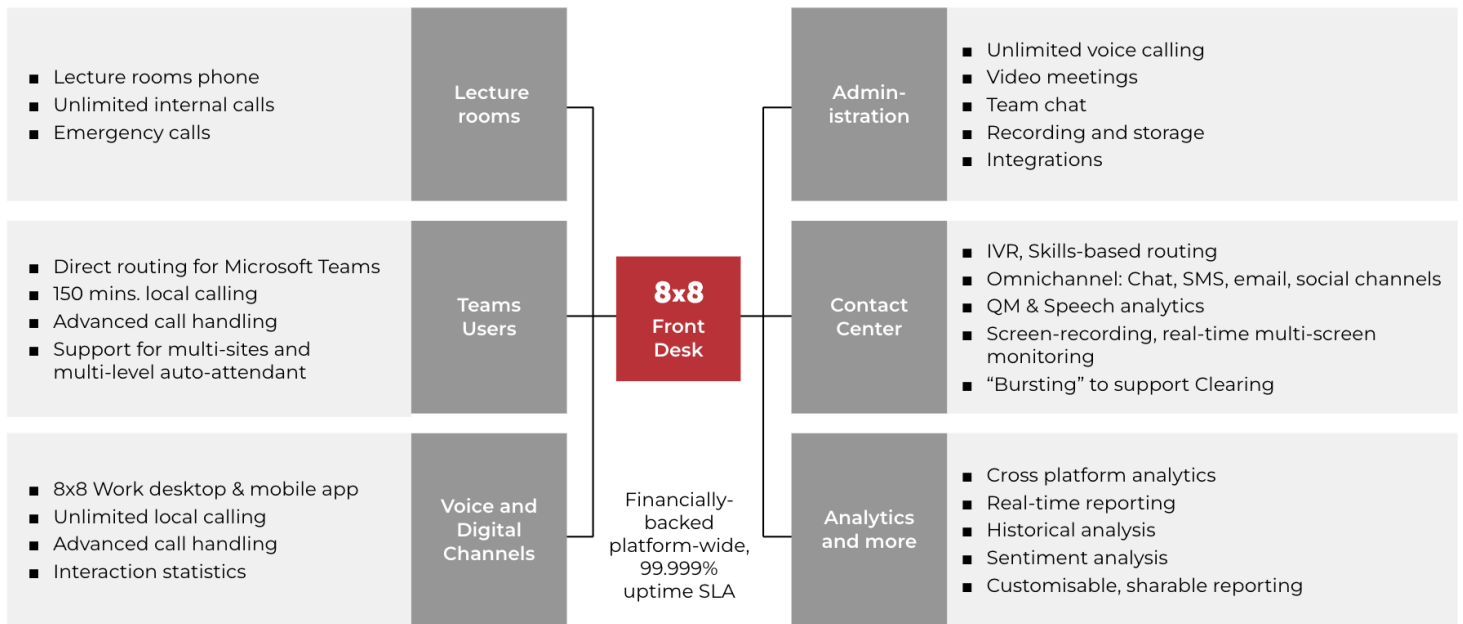 ■ Lecture rooms phone
■ Unlimited internal calls
■ Emergency calls
Lecture
rooms
■ Direct routing for Microsoft Teams
■ 150 mins. local calling
■ Advanced call handling
■ Support for multi-sites and
multi-level auto-attendant
Teams
Users
■ 8x8 Work desktop & mobile app
■ Unlimited local calling
■ Advanced call handling
■ Interaction statistics
Voice and
Digital
Channels
8x8
Front
Desk
Financially-
backed
platform-wide,
99.999%
uptime SLA
Admin-
istration
■ Unlimited voice calling
■ Video meetings
■ Team chat
■ Recording and storage
■ Integrations
Contact
Center
■ IVR, Skills-based routing
■ Omnichannel: Chat, SMS, email, social channels
■ QM & Speech analytics
■ Screen-recording, real-time multi-screen
monitoring
■ “Bursting” to support Clearing
Analytics
and more
■ Cross platform analytics
■ Real-time reporting
■ Historical analysis
■ Sentiment analysis
■ Customisable, sharable reporting